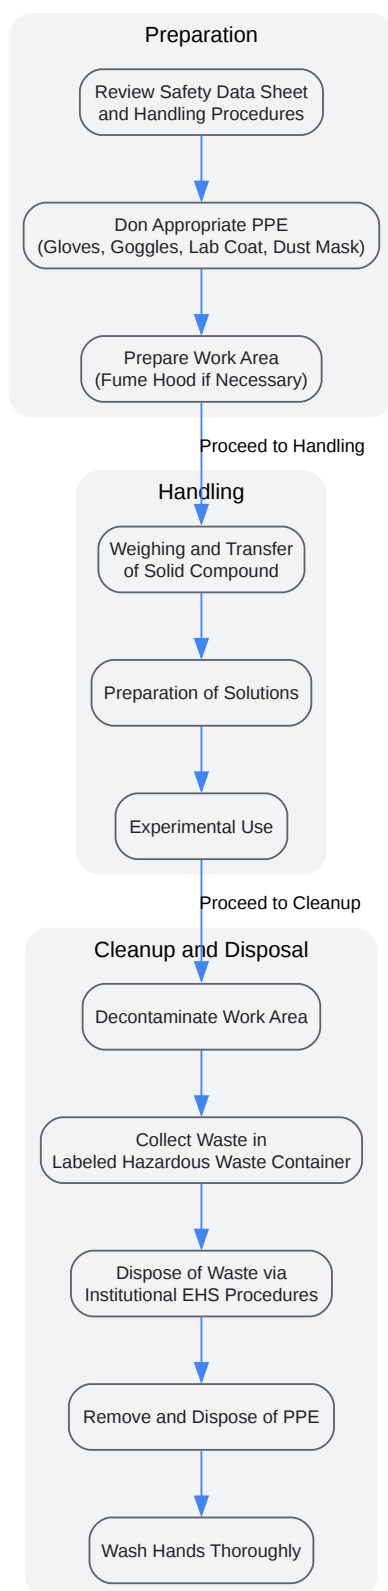 Preparation
Review Safety Data Sheet
and Handling Procedures
Don Appropriate PPE
(Gloves, Goggles, Lab Coat, Dust Mask)
Prepare Work Area
(Fume Hood if Necessary)
Proceed to Handling
Handling
Weighing and Transfer
of Solid Compound
Preparation of Solutions
Experimental Use
Proceed to Cleanup
Cleanup and Disposal
Decontaminate Work Area
Collect Waste in
Labeled Hazardous Waste Container
Dispose of Waste via
Institutional EHS Procedures
Remove and Dispose of PPE
Wash Hands Thoroughly